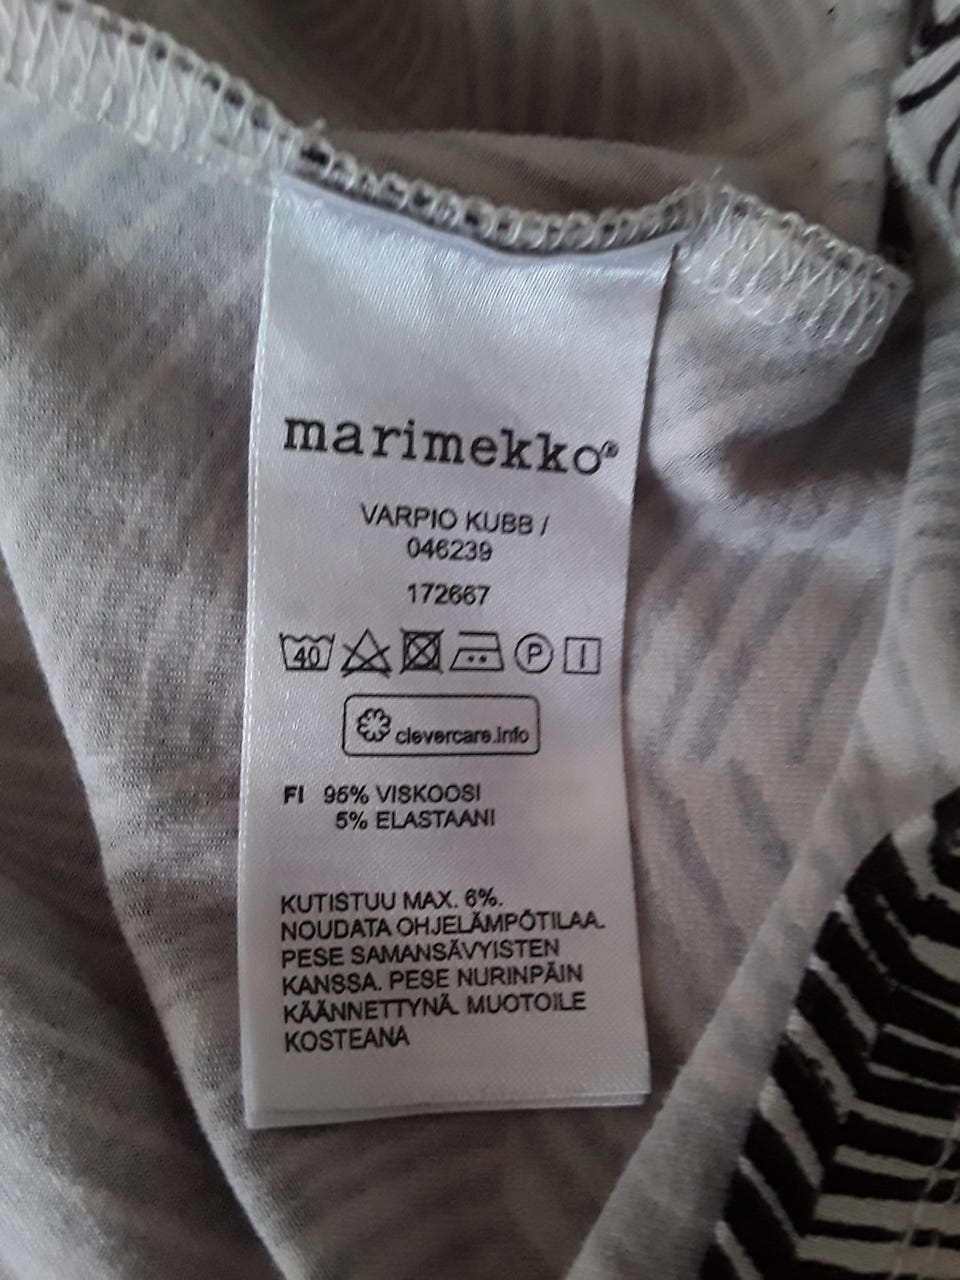 marimekko®
VARPIO KUBB /
046239
172667
40 P
clevercare.info
FI 95% VISKOOSI
5% ELASTAANI
KUTISTUU MAX. 6%.
NOUDATA OHJELÄMPÖTILAA.
PESE SAMANSÄVYISTEN
KANSSA. PESE NURINPÄIN
KÄÄNNETTYNÄ. MUOTOILE
KOSTEANA